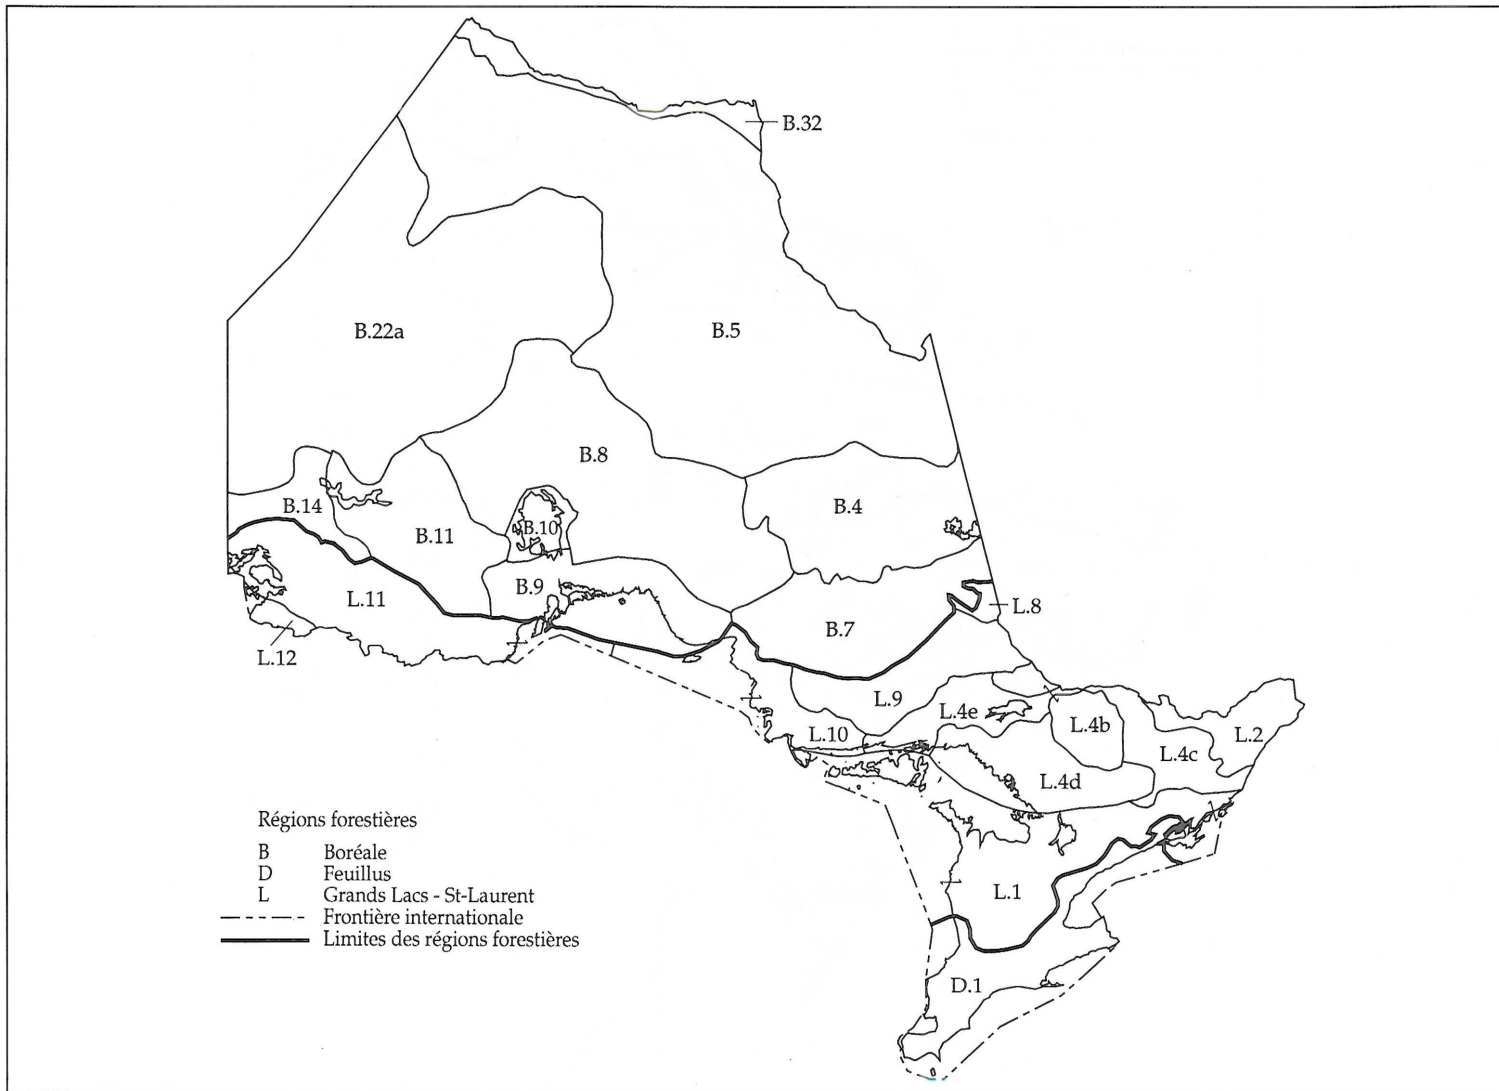 B.32
B.22a
B.5
B.8
B.14
B.10
B.4
B.11
B.9
L.11
L.8
B.7
L.12
L.9
L.4e
L.4b
L.10
L.2
L.4c
L.4d
Régions forestières
B Boréale
D Feuillus
L Grands Lacs - St-Laurent
Frontière internationale
Limites des régions forestières
L.1
D.1